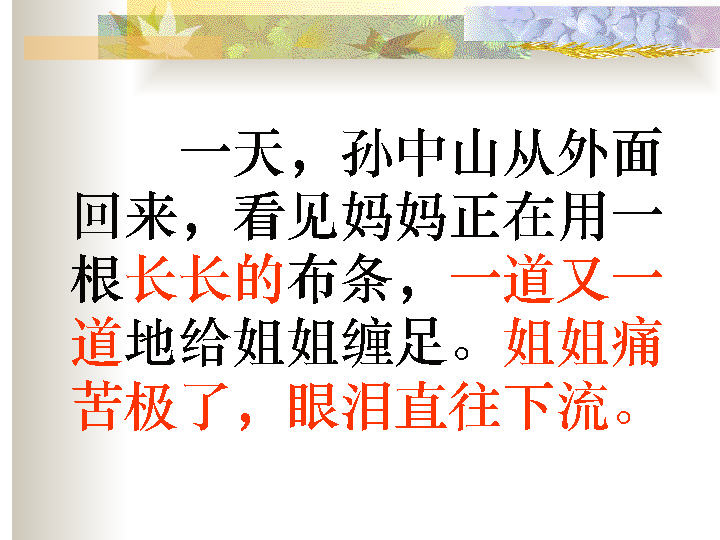 一天，孙中山从外面
回来，看见妈妈正在用一
根长长的布条，一道又一
道地给姐姐缠足。姐姐痛
苦极了，眼泪直往下流。